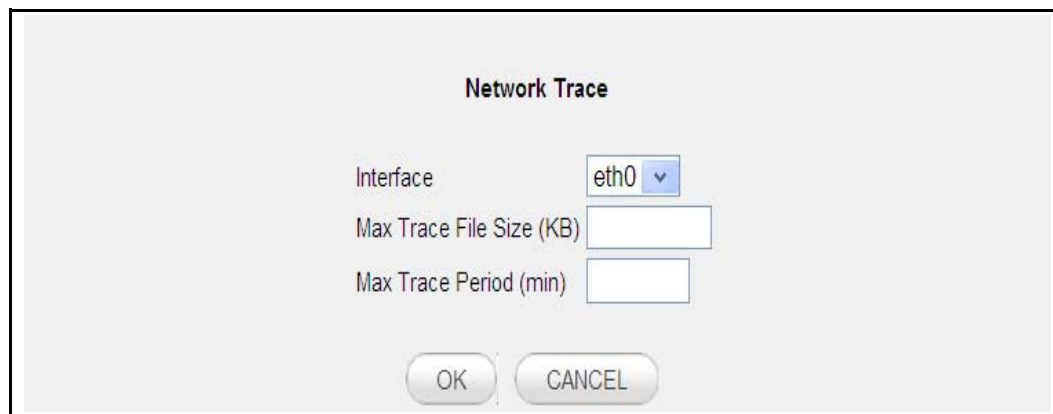 Network Trace
Interface eth0
Max Trace File Size (KB)
Max Trace Period (min)
OK CANCEL